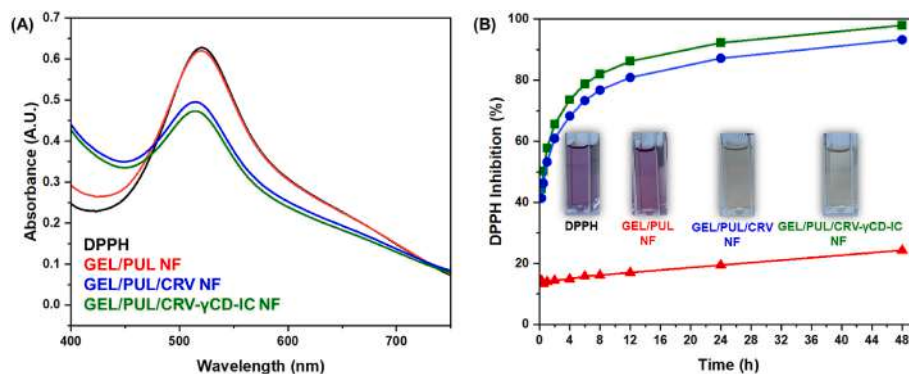 (A)
0.7
0.6
0.5
0.4
0.3
0.2
0.1
0.0
Absorbance (A.U.)
DPPH
GEL/PUL NF
GEL/PUL/CRV NF
GEL/PUL/CRV-γCD-IC NF
400
500
600
700
Wavelength (nm)
(B)
100
80
60
40
20
0
DPPH Inhibition (%)
DPPH
GEL/PUL
NF
GEL/PUL/CRV
NF
GEL/PUL/CRV-γCD-IC
NF
0 4 8 12 16 20 24 28 32 36 40 44 48
Time (h)